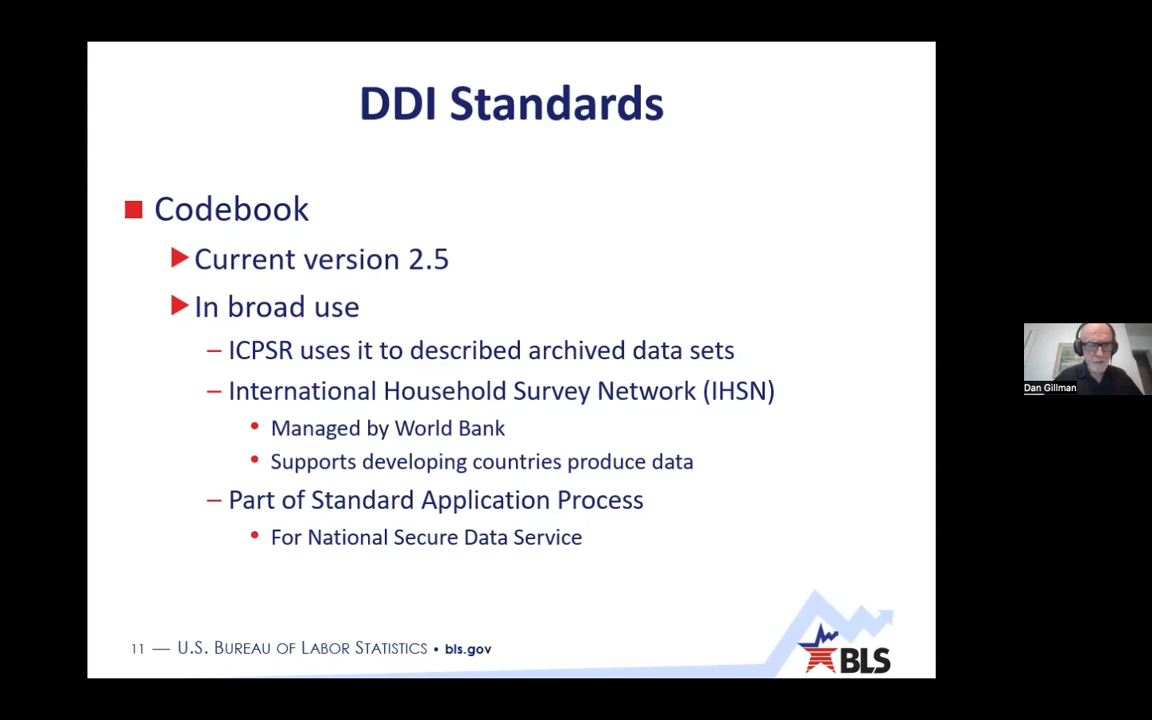 DDI Standards
Codebook
Current version 2.5
In broad use
– ICPSR uses it to described archived data sets
– International Household Survey Network (IHSN)
• Managed by World Bank
• Supports developing countries produce data
– Part of Standard Application Process
• For National Secure Data Service
Dan Gillman
11 — U.S. BUREAU OF LABOR STATISTICS • bls.gov
BLS